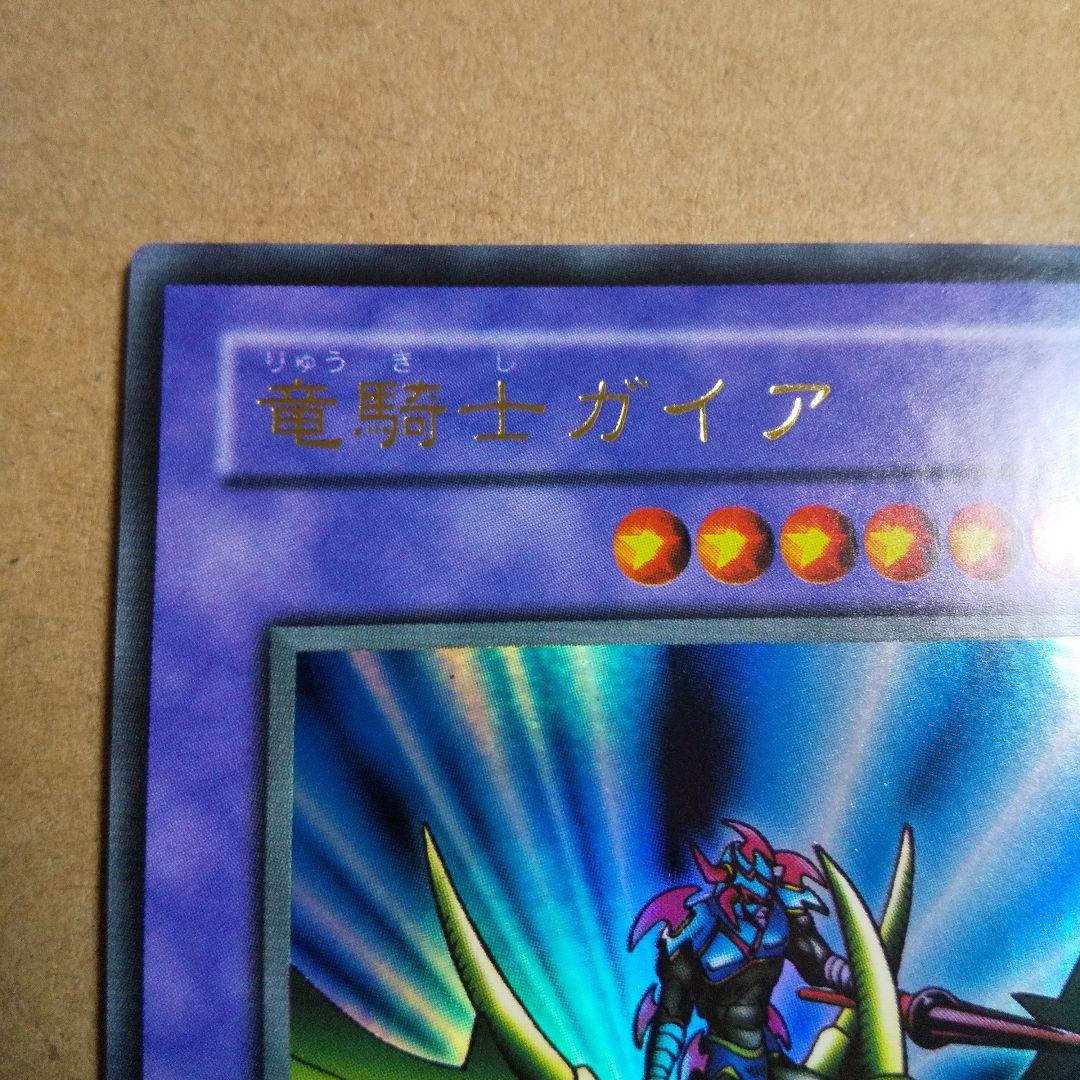 りゅう き し
竜騎士ガイア